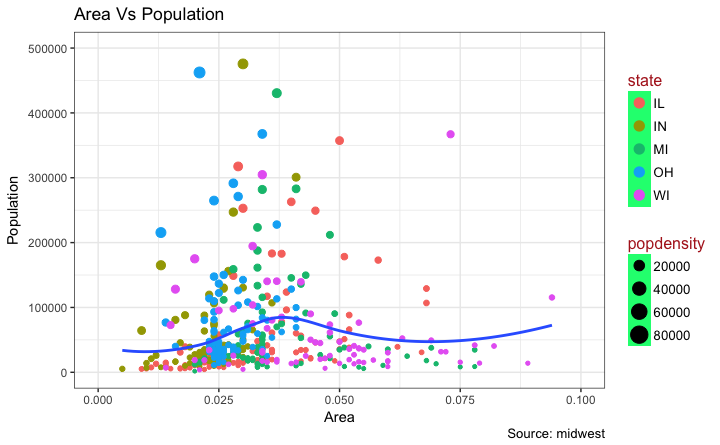 Area Vs Population
500000
400000
300000
200000
100000
0
Population
0.000
0.025
0.050
0.075
0.100
Area
Source: midwest
state
IL
IN
MI
OH
WI
popdensity
20000
40000
60000
80000